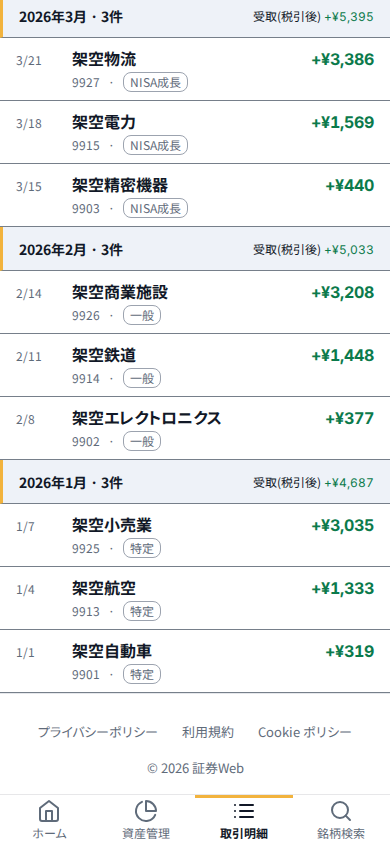 2026年3月・3件 受取(税引後) +¥5,395
3/21 架空物流 +¥3,386
9927 · NISA成長
3/18 架空電力 +¥1,569
9915 · NISA成長
3/15 架空精密機器 +¥440
9903 · NISA成長
2026年2月・3件 受取(税引後) +¥5,033
2/14 架空商業施設 +¥3,208
9926 · 一般
2/11 架空鉄道 +¥1,448
9914 · 一般
2/8 架空エレクトロニクス +¥377
9902 · 一般
2026年1月・3件 受取(税引後) +¥4,687
1/7 架空小売業 +¥3,035
9925 · 特定
1/4 架空航空 +¥1,333
9913 · 特定
1/1 架空自動車 +¥319
9901 · 特定
プライバシーポリシー 利用規約 Cookie ポリシー
© 2026 証券Web
ホーム 資産管理 取引明細 銘柄検索